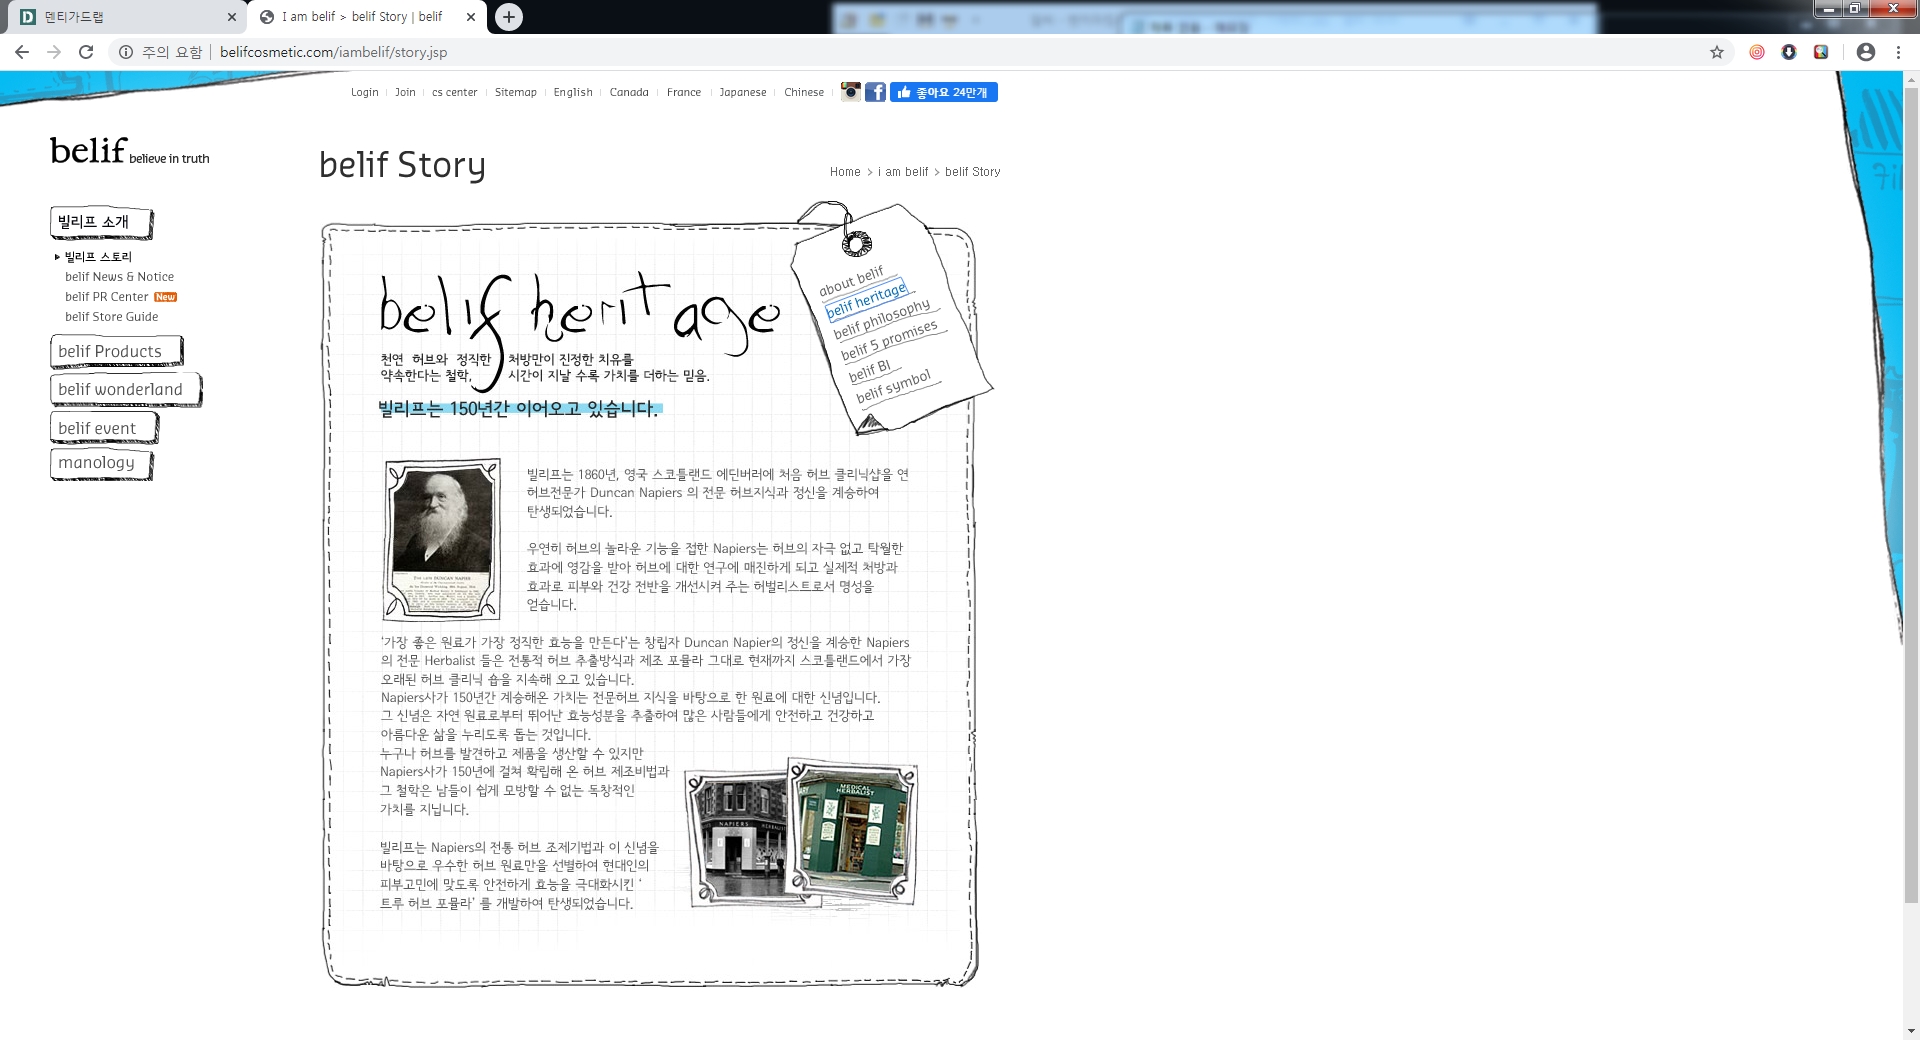 덴티가드랩
I am belif > belif Story | belif
주의 요함
belifcosmetic.com/iambelif/story.jsp
Login
Join
cs center
Sitemap
English
Canada
France
Japanese
Chinese
좋아요 24만개
belif believe in truth
belif Story
Home > i am belif > belif Story
빌리프 소개
빌리프 스토리
belif News & Notice
belif PR Center New
belif Store Guide
belif Products
belif wonderland
belif event
manology
about belif
belif heritage
belif philosophy
belif 5 promises
belif BI
belif symbol
belif heritage
천연 허브와 정직한 처방만이 진정한 치유를
약속한다는 철학, 시간이 지날 수록 가치를 더하는 믿음.
빌리프는 150년간 이어오고 있습니다.
빌리프는 1860년, 영국 스코틀랜드 에딘버러에 처음 허브 클리닉샵을 연
허브전문가 Duncan Napiers 의 전문 허브지식과 정신을 계승하여
탄생되었습니다.
우연히 허브의 놀라운 기능을 접한 Napiers는 허브의 자극 없고 탁월한
효과에 영감을 받아 허브에 대한 연구에 매진하게 되고 실제적 처방과
효과로 피부와 건강 전반을 개선시켜 주는 허벌리스트로서 명성을
얻습니다.
‘가장 좋은 원료가 가장 정직한 효능을 만든다’는 창립자 Duncan Napier의 정신을 계승한 Napiers
의 전문 Herbalist 들은 전통적 허브 추출방식과 제조 포뮬라 그대로 현재까지 스코틀랜드에서 가장
오래된 허브 클리닉 숍을 지속해 오고 있습니다.
Napiers사가 150년간 계승해온 가치는 전문허브 지식을 바탕으로 한 원료에 대한 신념입니다.
그 신념은 자연 원료로부터 뛰어난 효능성분을 추출하여 많은 사람들에게 안전하고 건강하고
아름다운 삶을 누리도록 돕는 것입니다.
누구나 허브를 발견하고 제품을 생산할 수 있지만
Napiers사가 150년에 걸쳐 확립해 온 허브 제조비법과
그 철학은 남들이 쉽게 모방할 수 없는 독창적인
가치를 지닙니다.
빌리프는 Napiers의 전통 허브 조제기법과 이 신념을
바탕으로 우수한 허브 원료만을 선별하여 현대인의
피부고민에 맞도록 안전하게 효능을 극대화시킨 ‘
트루 허브 포뮬라’ 를 개발하여 탄생되었습니다.
NAPIERS
MEDICAL
HERBALIST